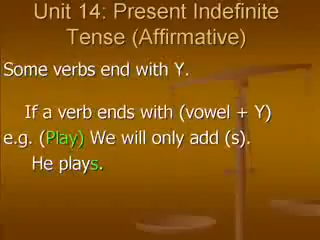 Unit 14: Present Indefinite
Tense (Affirmative)
Some verbs end with Y.
If a verb ends with (vowel + Y)
e.g. (Play) We will only add (s).
He plays.